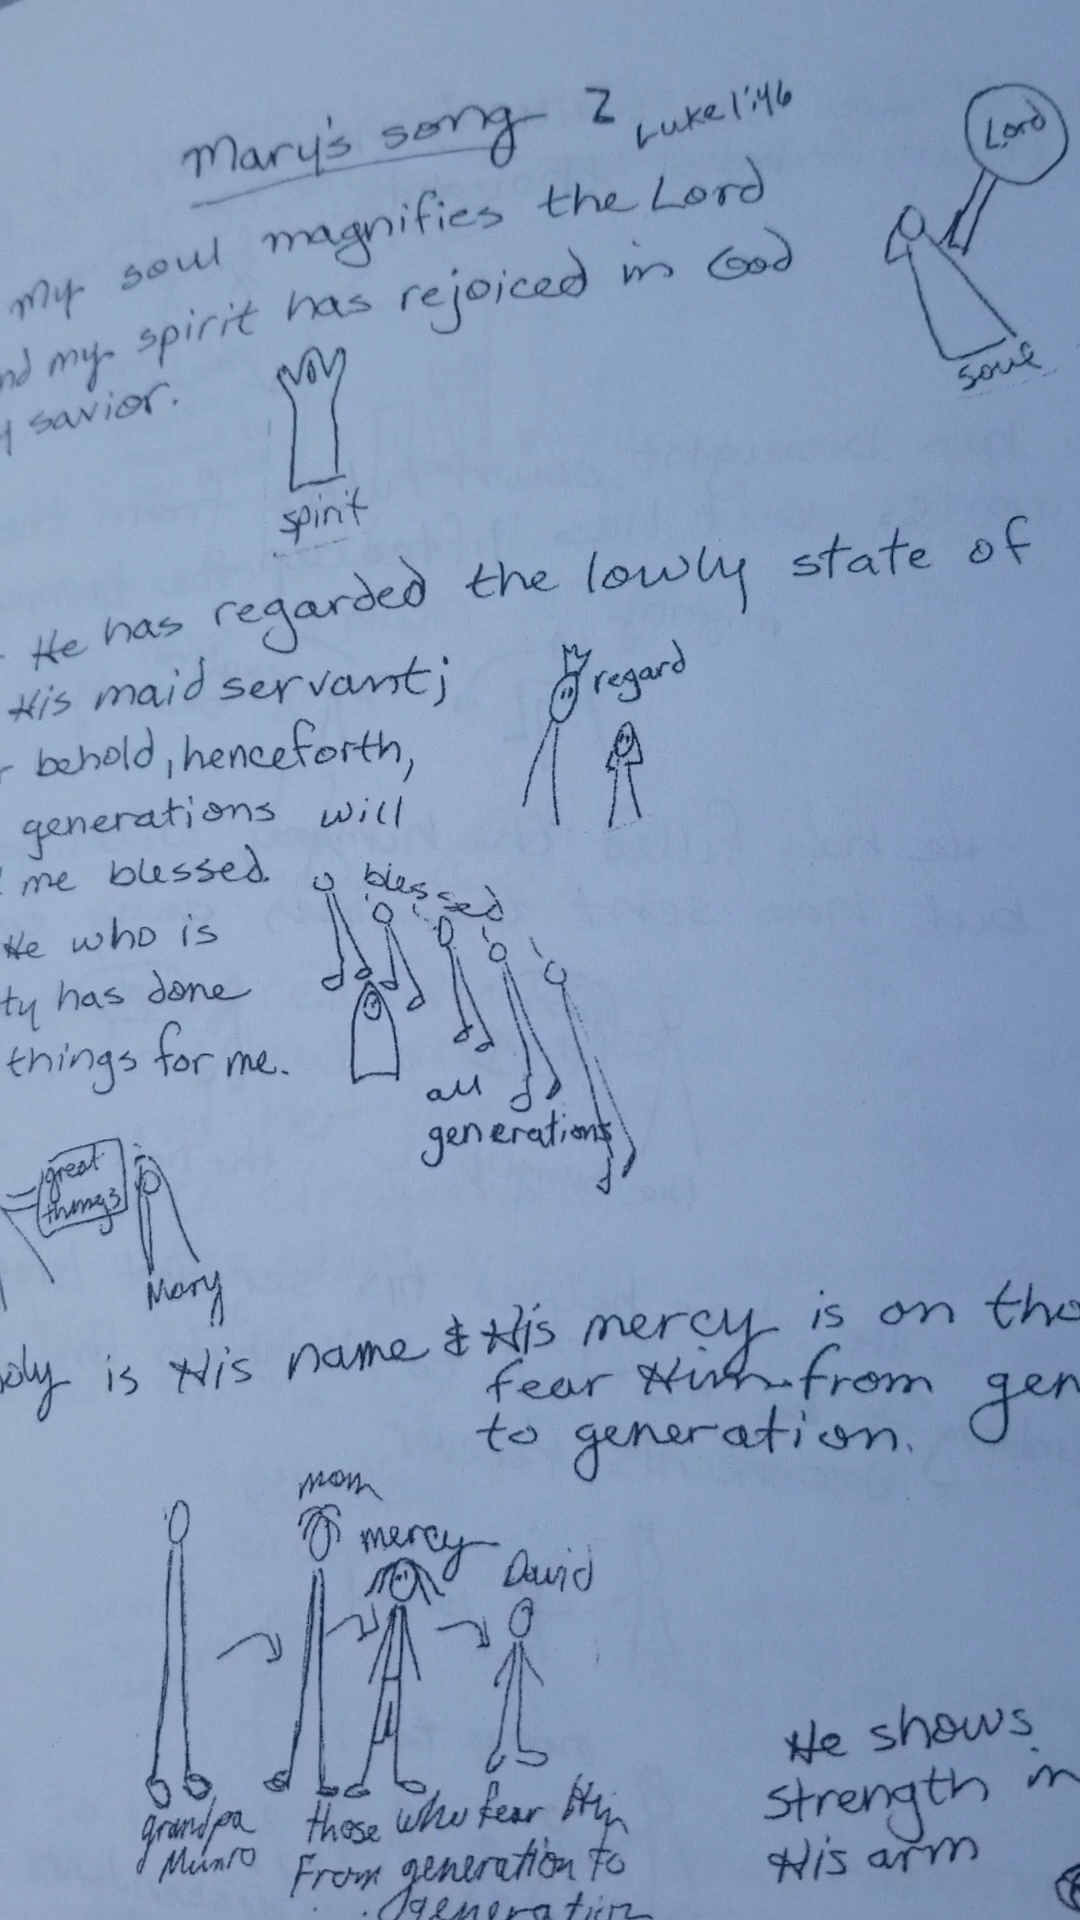 Mary's song 2 Luke 1:46
Lord
My soul magnifies the Lord
nd my spirit has rejoiced in God
y savior.
soul
spirit
He has regarded the lowly state of
His maidservant;
regard
r behold, henceforth,
generations will
me blessed.
blessed
He who is
ty has done
things for me.
all
generations
great
things
Mary
holy is His name & His mercy is on tho
fear Him from gen
to generation.
mom
mercy
David
grandpa
Munro
those who fear Him
From generation to
generation
He shows
strength in
His arm